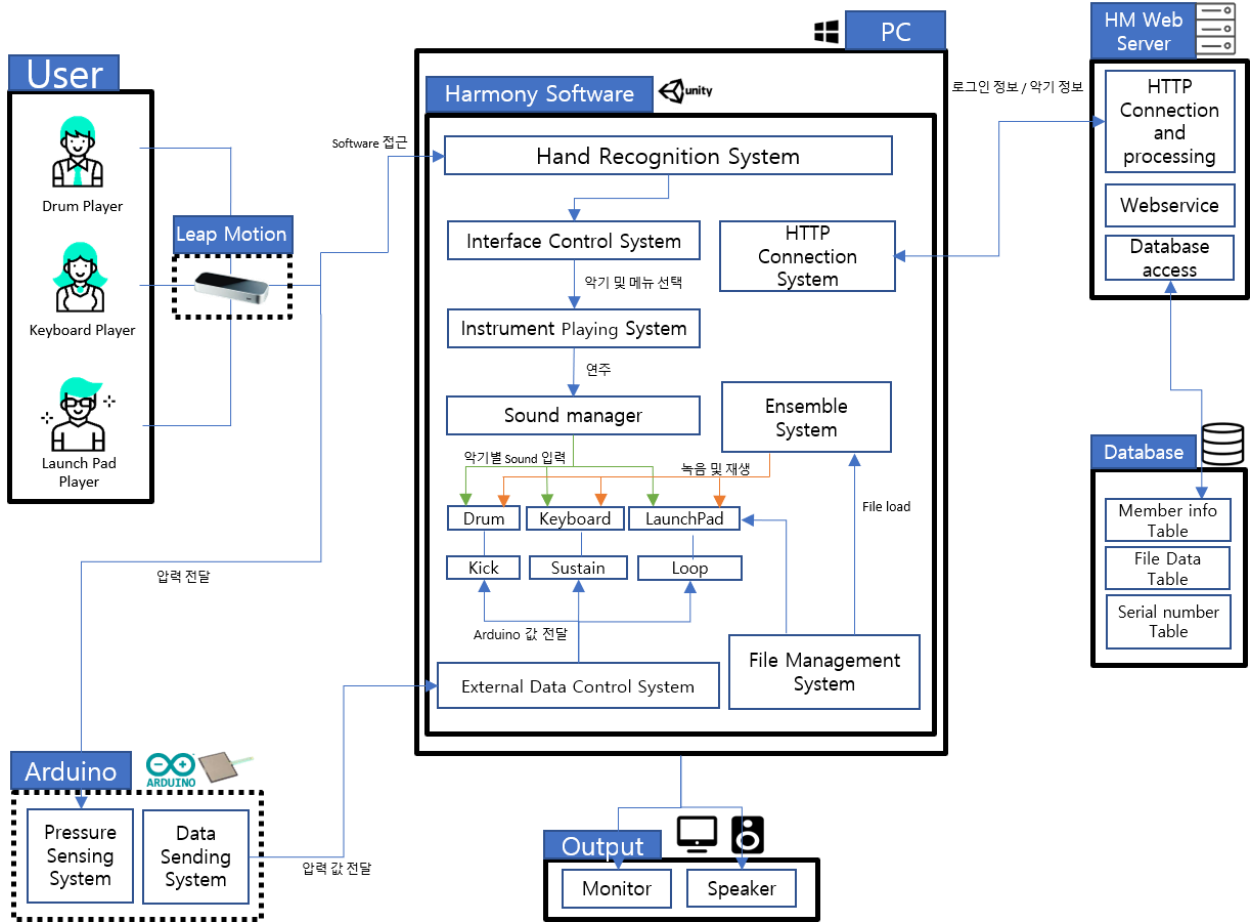 User
Drum Player
Keyboard Player
Launch Pad
Player
Leap Motion
Software 접근
압력 전달
PC
Harmony Software
unity
Hand Recognition System
Interface Control System
악기 및 메뉴 선택
Instrument Playing System
연주
Sound manager
악기별 Sound 입력
HTTP
Connection
System
Ensemble
System
녹음 및 재생
File load
Drum
Keyboard
LaunchPad
Kick
Sustain
Loop
Arduino 값 전달
External Data Control System
File Management
System
로그인 정보 / 악기 정보
HM Web
Server
HTTP
Connection
and
processing
Webservice
Database
access
Database
Member info
Table
File Data
Table
Serial number
Table
Arduino
ARDUINO
Pressure
Sensing
System
Data
Sending
System
압력 값 전달
Output
Monitor
Speaker